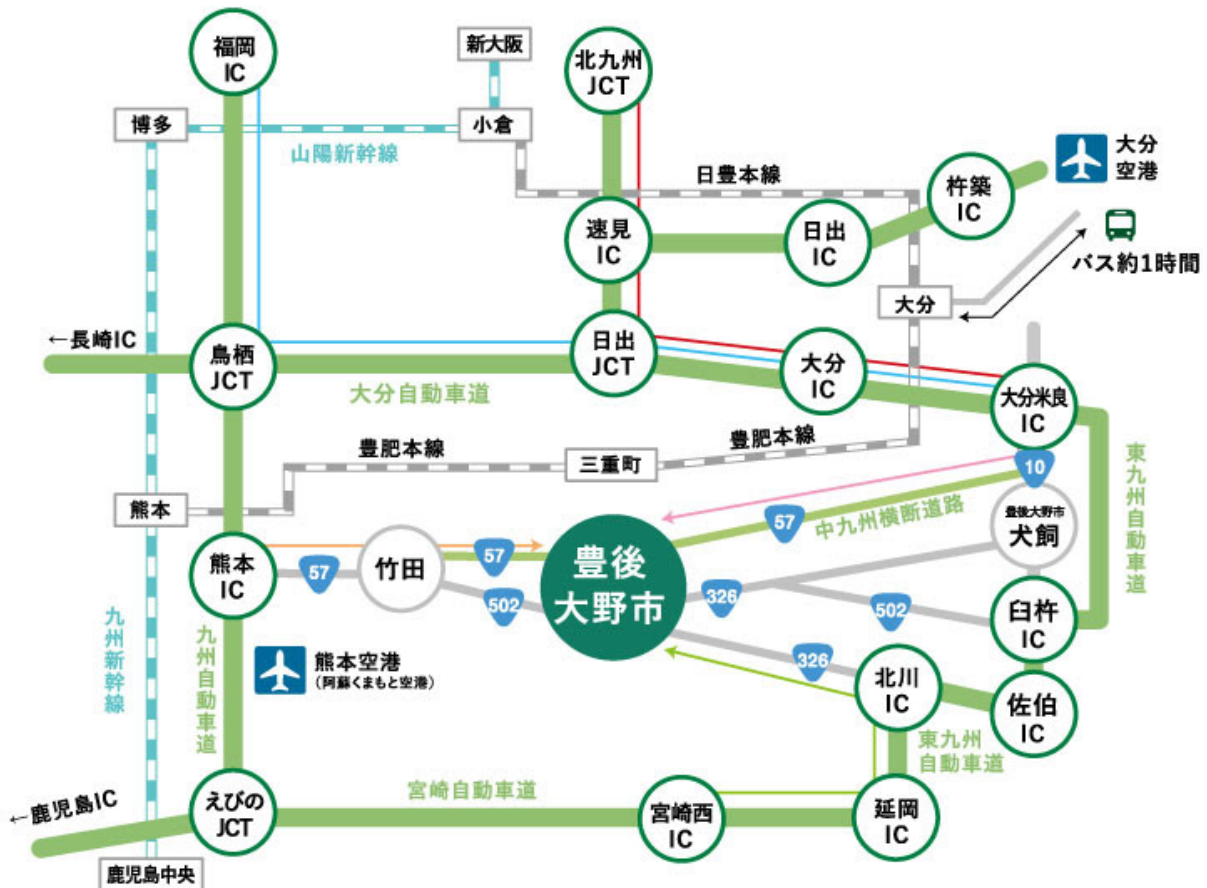 福岡
IC
新大阪
北九州
JCT
博多
小倉
山陽新幹線
日豊本線
大分
空港
杵築
IC
速見
IC
日出
IC
バス約1時間
大分
←長崎IC
鳥栖
JCT
日出
JCT
大分
IC
大分自動車道
大分米良
IC
豊肥本線
豊肥本線
三重町
10
東九州自動車道
熊本
57
中九州横断道路
豊後大野市
犬飼
熊本
IC
57
竹田
57
502
豊後
大野市
326
502
臼杵
IC
九州新幹線
九州自動車道
熊本空港
(阿蘇くまもと空港)
326
北川
IC
佐伯
IC
東九州
自動車道
宮崎自動車道
←鹿児島IC
えびの
JCT
宮崎西
IC
延岡
IC
鹿児島中央